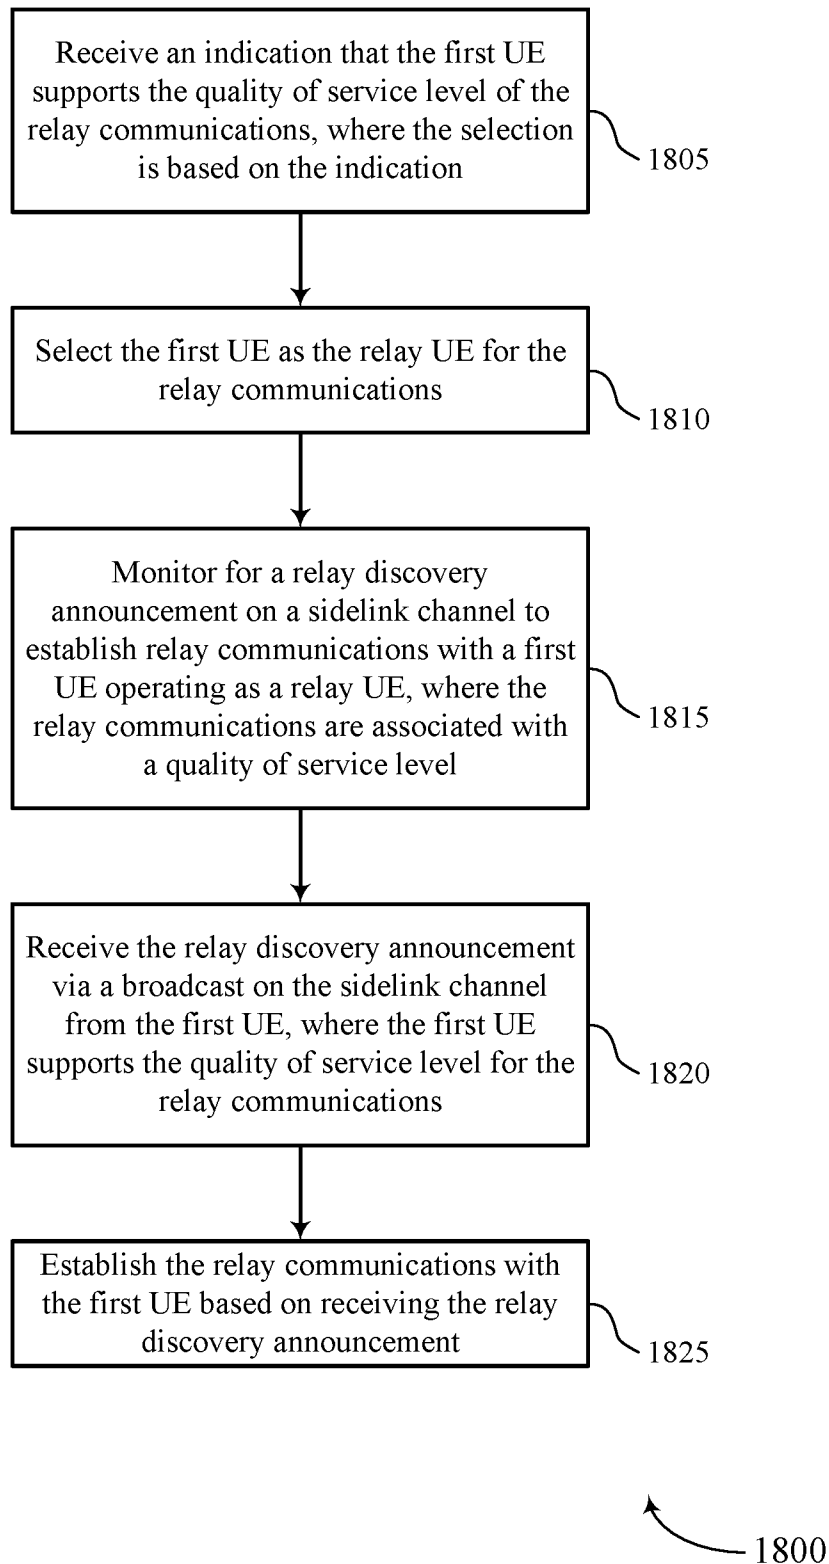 Receive an indication that the first UE
supports the quality of service level of the
relay communications, where the selection
is based on the indication
1805
Select the first UE as the relay UE for the
relay communications
1810
Monitor for a relay discovery
announcement on a sidelink channel to
establish relay communications with a first
UE operating as a relay UE, where the
relay communications are associated with
a quality of service level
1815
Receive the relay discovery announcement
via a broadcast on the sidelink channel
from the first UE, where the first UE
supports the quality of service level for the
relay communications
1820
Establish the relay communications with
the first UE based on receiving the relay
discovery announcement
1825
1800